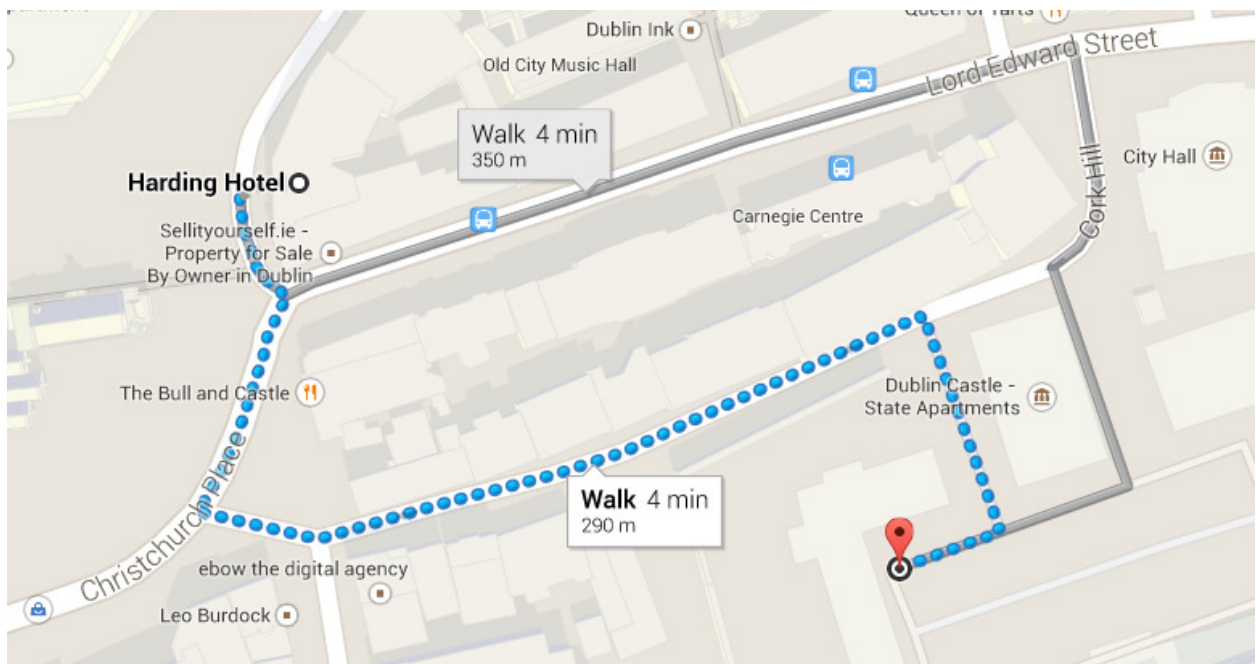 Queen of Tarts
Dublin Ink
Old City Music Hall
Lord Edward Street
Walk 4 min
350 m
City Hall
Harding Hotel
Cork Hill
Carnegie Centre
Sellityourself.ie -
Property for Sale
By Owner in Dublin
The Bull and Castle
Dublin Castle -
State Apartments
Christchurch Place
Walk 4 min
290 m
ebow the digital agency
Leo Burdock